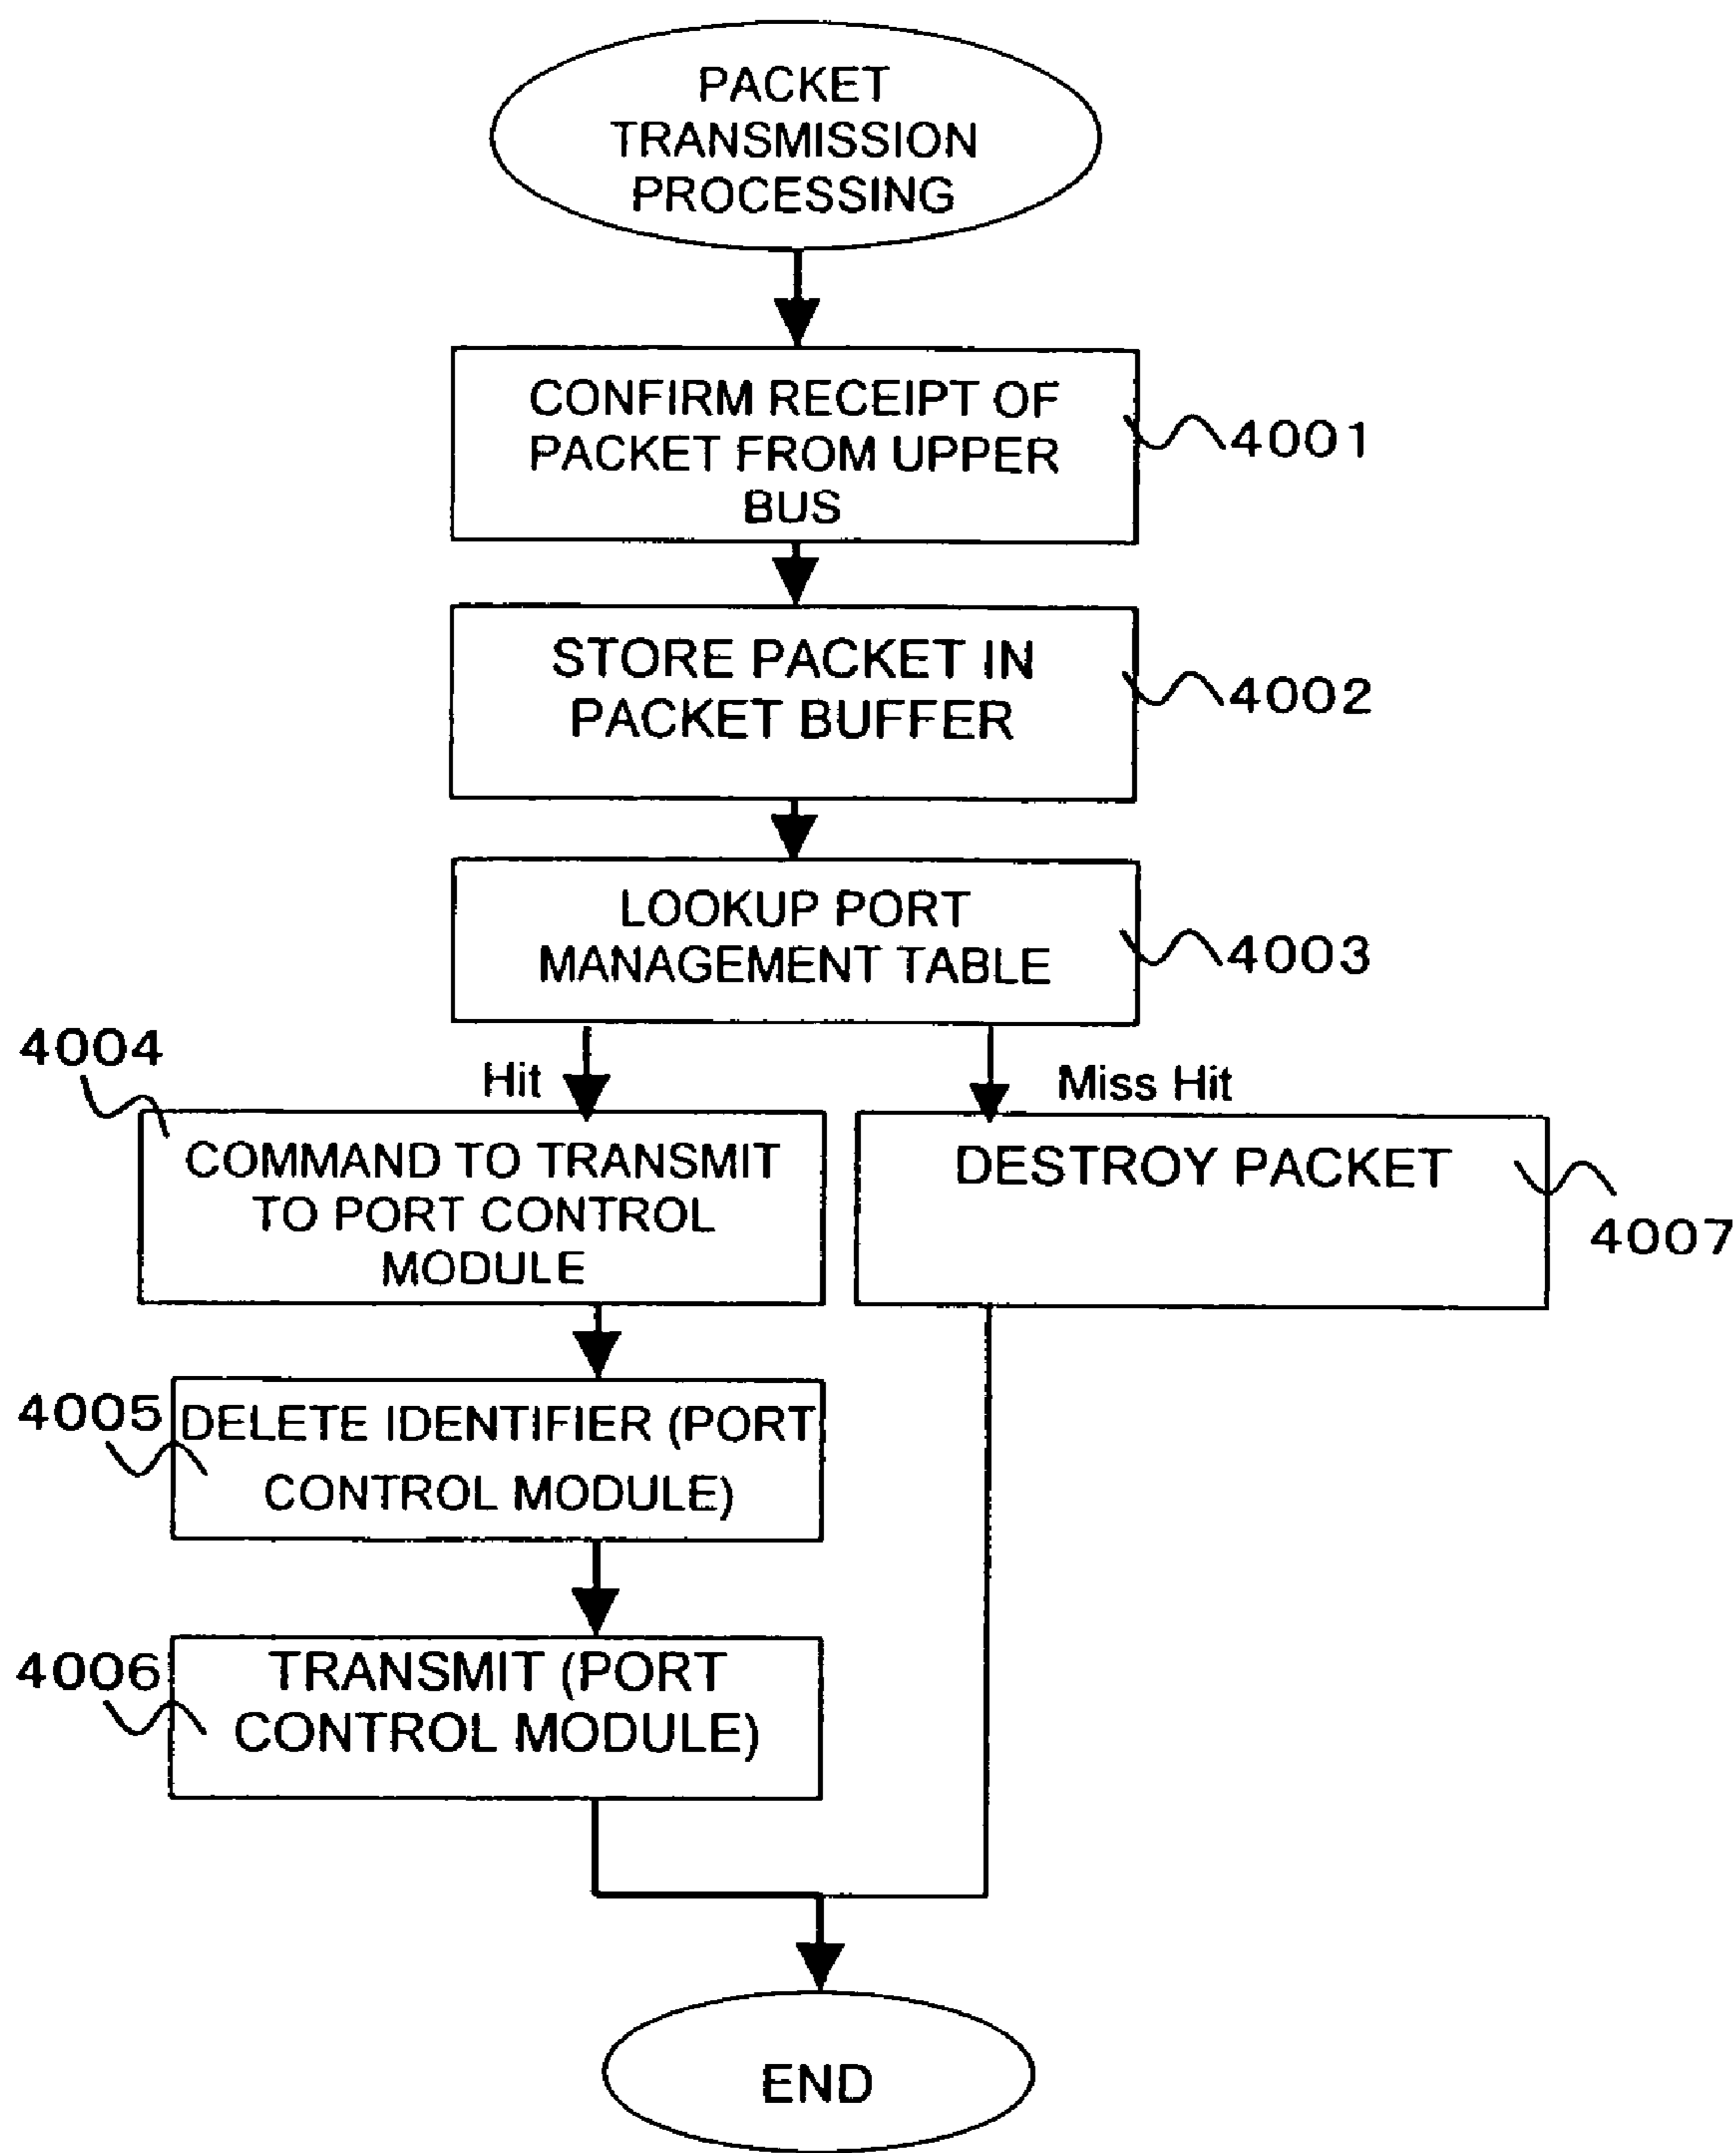 PACKET
TRANSMISSION
PROCESSING
CONFIRM RECEIPT OF
PACKET FROM UPPER
BUS
4001
STORE PACKET IN
PACKET BUFFER
4002
LOOKUP PORT
MANAGEMENT TABLE
4003
4004
Hit
Miss Hit
COMMAND TO TRANSMIT
TO PORT CONTROL
MODULE
DESTROY PACKET
4007
4005
DELETE IDENTIFIER (PORT
CONTROL MODULE)
4006
TRANSMIT (PORT
CONTROL MODULE)
END